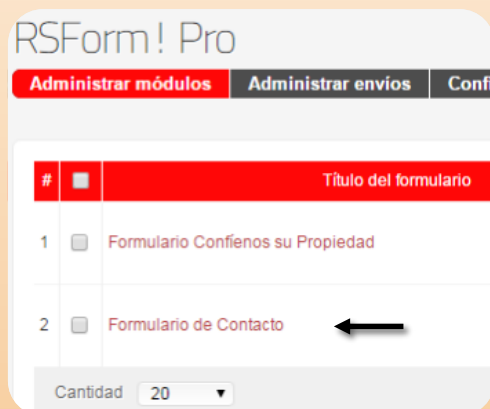 RSForm! Pro
Administrar módulos Administrar envíos
# Título del formulario
1 Formulario Confíenos su Propiedad
2 Formulario de Contacto
Cantidad 20